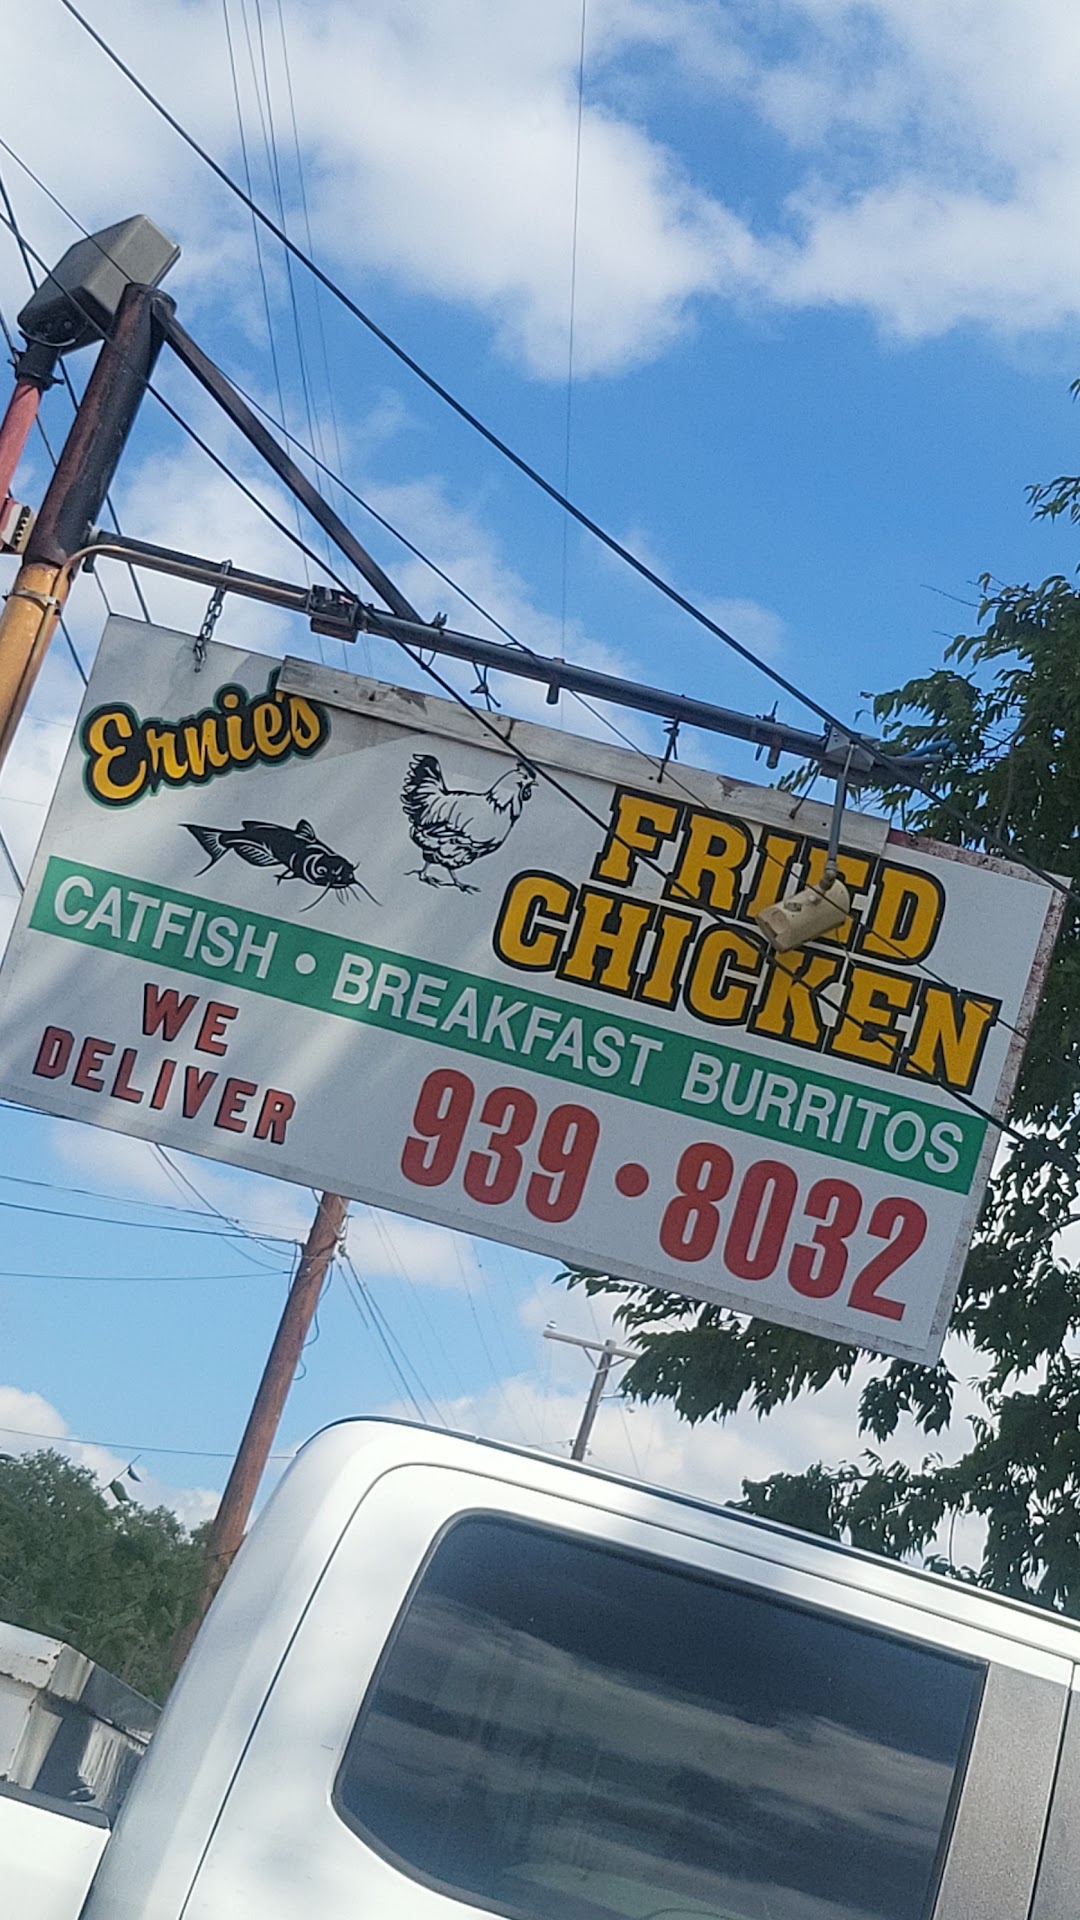 Ernie's
FRIED
CHICKEN
CATFISH • BREAKFAST BURRITOS
WE
DELIVER
939•8032